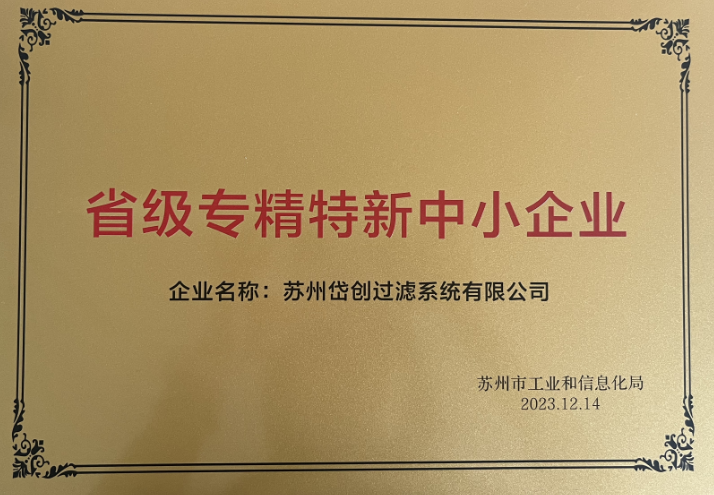 省级专精特新中小企业
企业名称：苏州岱创过滤系统有限公司
苏州市工业和信息化局
2023.12.14